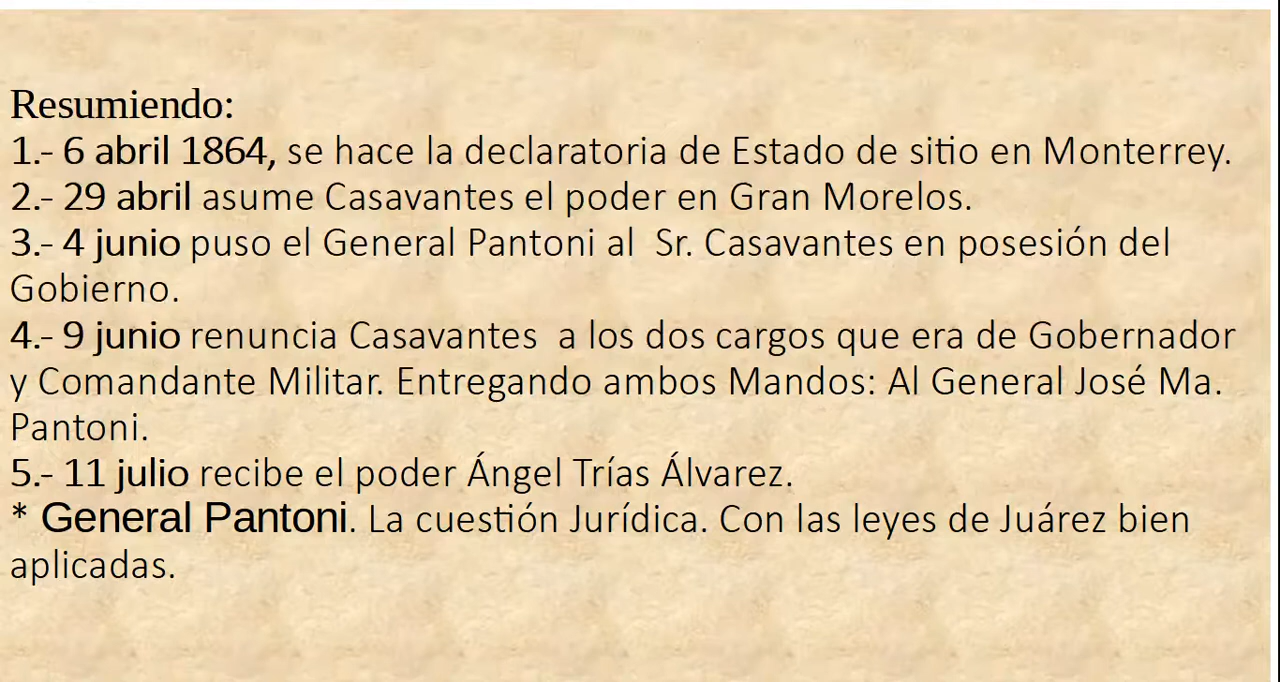 Resumiendo:
1.- 6 abril 1864, se hace la declaratoria de Estado de sitio en Monterrey.
2.- 29 abril asume Casavantes el poder en Gran Morelos.
3.- 4 junio puso el General Pantoni al  Sr. Casavantes en posesión del
Gobierno.
4.- 9 junio renuncia Casavantes  a los dos cargos que era de Gobernador
y Comandante Militar. Entregando ambos Mandos: Al General José Ma.
Pantoni.
5.- 11 julio recibe el poder Ángel Trías Álvarez.
* General Pantoni. La cuestión Jurídica. Con las leyes de Juárez bien
aplicadas.